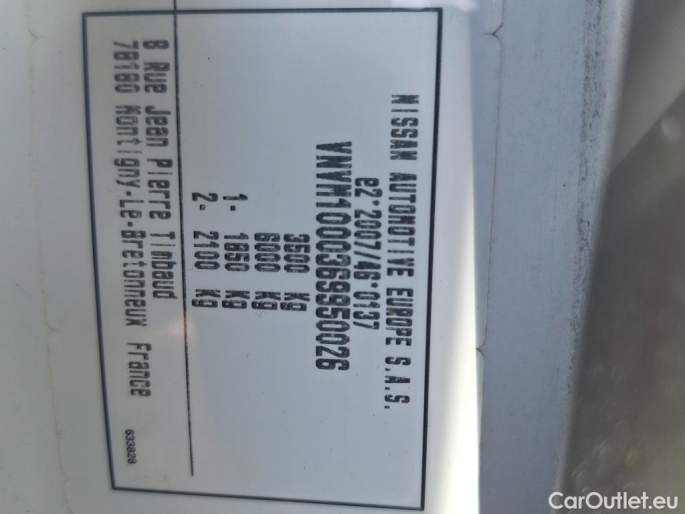 NISSAN AUTOMOTIVE EUROPE S.A.S.
e2*2007/46*0137
VNVM1000369950026
3500 kg
6000 kg
1- 1850 kg
2- 2100 kg
8 Rue Jean Pierre Timbaud
78180 Montigny-Le-Bretonneux France
633828
CarOutlet.eu